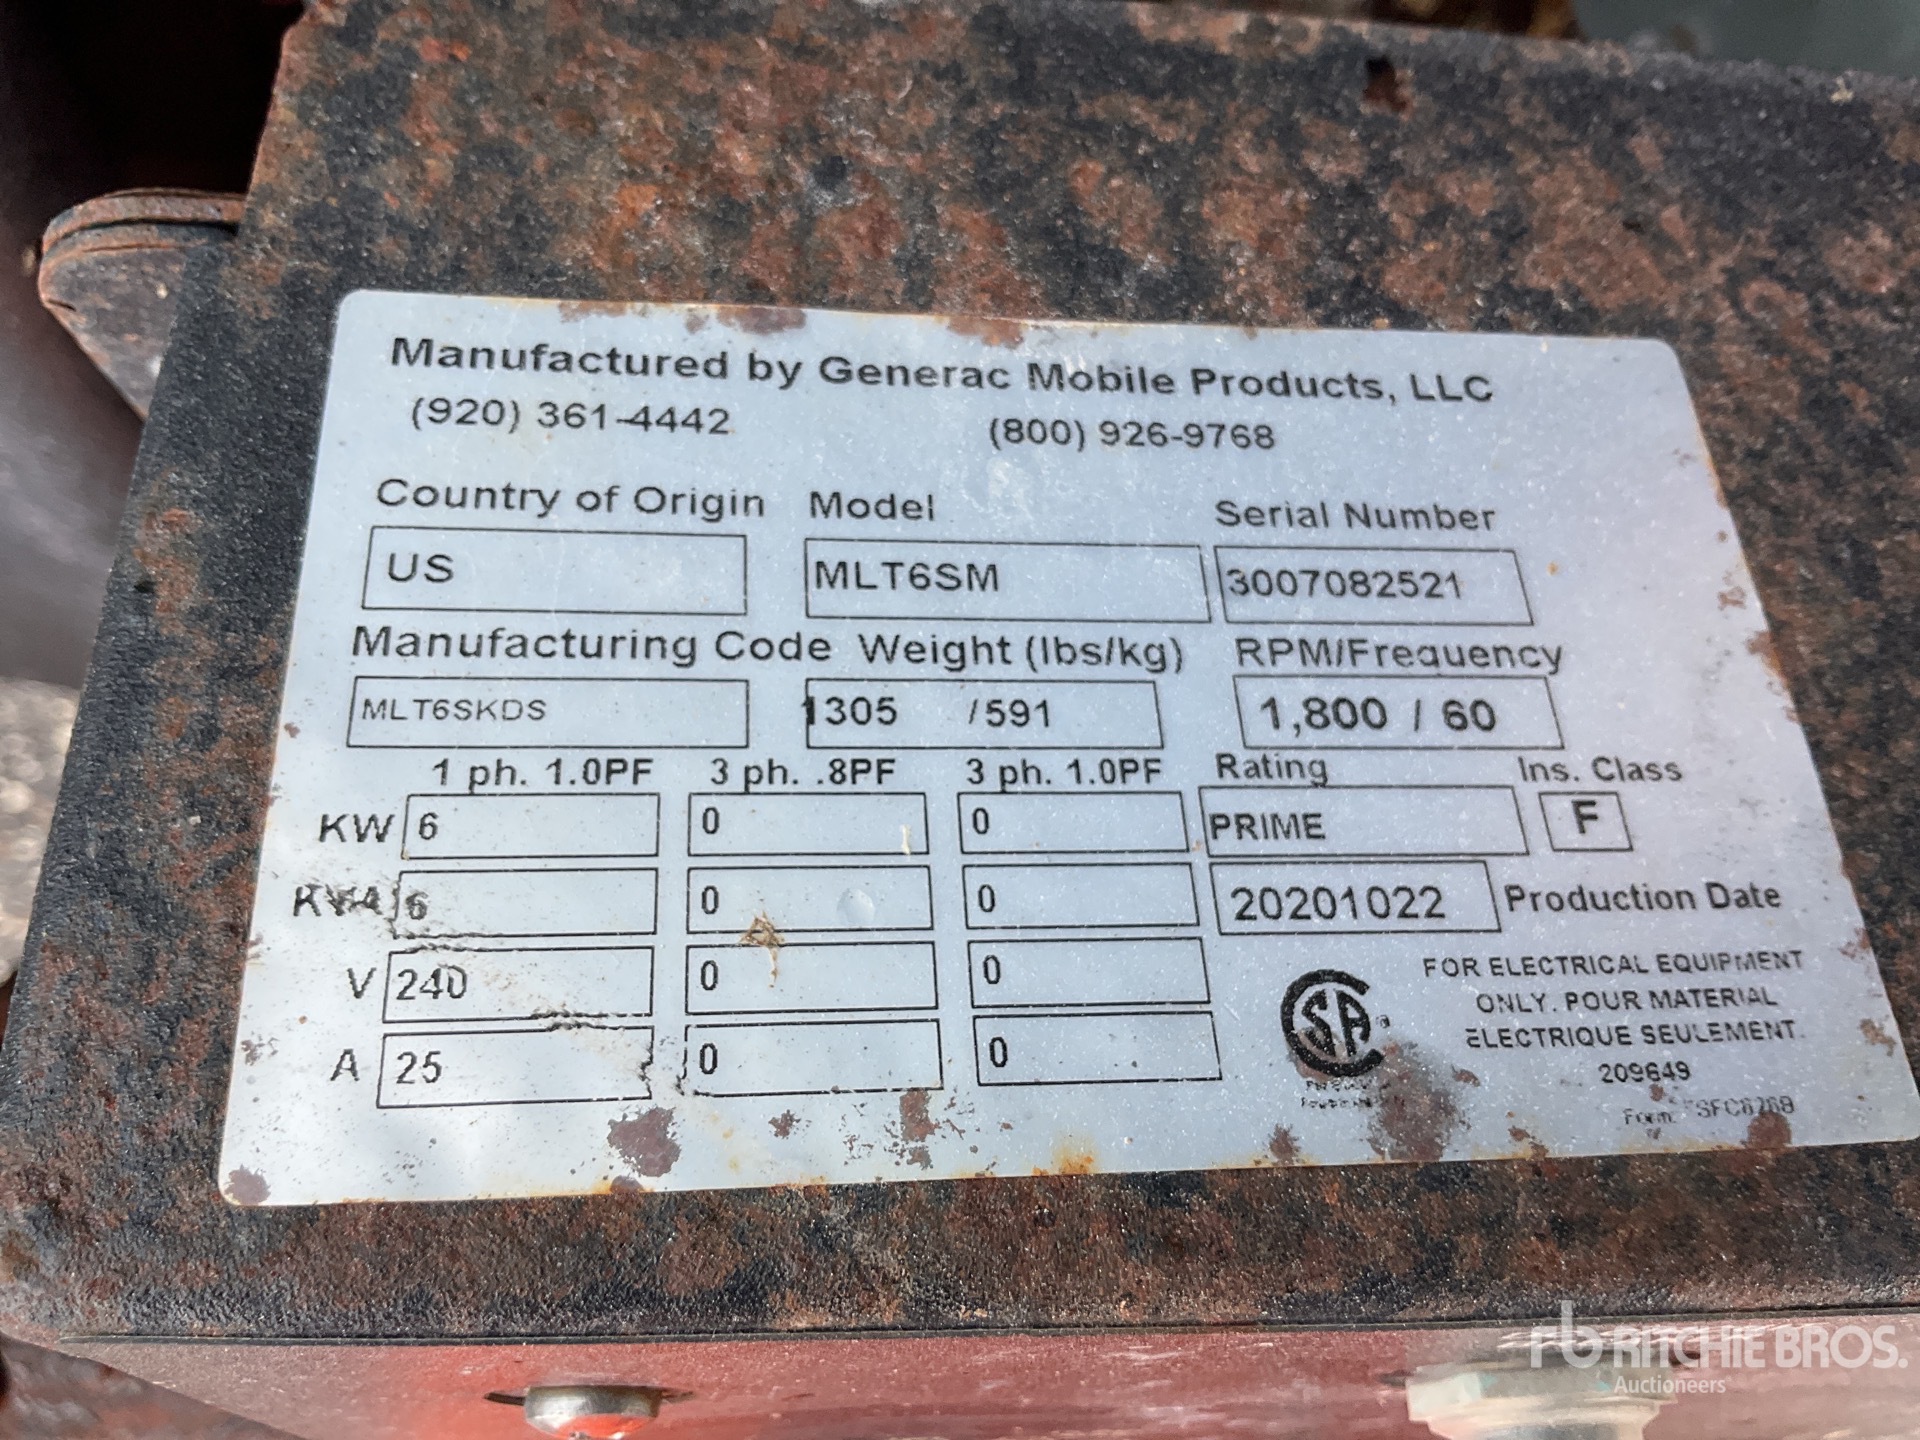 Manufactured by Generac Mobile Products, LLC
(920) 361-4442 (800) 926-9768
Country of Origin Model Serial Number
US MLT6SM 3007082521
Manufacturing Code Weight (lbs/kg) RPM/Frequency
MLT6SKDS 1305 /591 1,800 / 60
1 ph. 1.0PF 3 ph. .8PF 3 ph. 1.0PF Rating Ins. Class
KW 6 0 0 PRIME F
KVA 6 0 0 20201022 Production Date
V 240 0 0
A 25 0 0
FOR ELECTRICAL EQUIPMENT
ONLY. POUR MATERIAL
ELECTRIQUE SEULEMENT.
209649
Form:
rb RITCHIE BROS.
Auctioneers